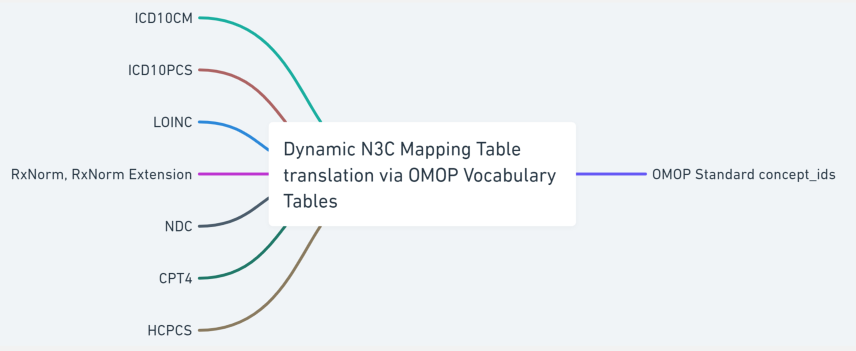 ICD10CM
ICD10PCS
LOINC
RxNorm, RxNorm Extension
NDC
CPT4
HCPCS
Dynamic N3C Mapping Table
translation via OMOP Vocabulary
Tables
OMOP Standard concept_ids